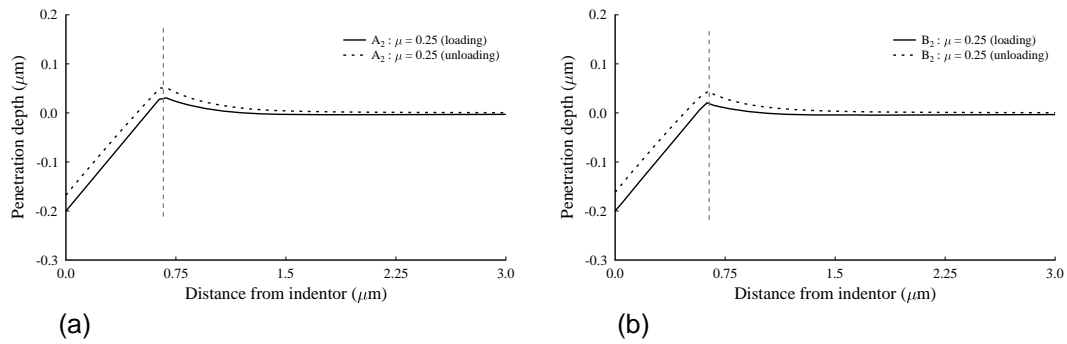 0.2
0.1
0.0
-0.1
-0.2
-0.3
Penetration depth (μm)
A2 : μ = 0.25 (loading)
A2 : μ = 0.25 (unloading)
0.0 0.75 1.5 2.25 3.0
Distance from indentor (μm)
(a)
0.2
0.1
0.0
-0.1
-0.2
-0.3
Penetration depth (μm)
B2 : μ = 0.25 (loading)
B2 : μ = 0.25 (unloading)
0.0 0.75 1.5 2.25 3.0
Distance from indentor (μm)
(b)